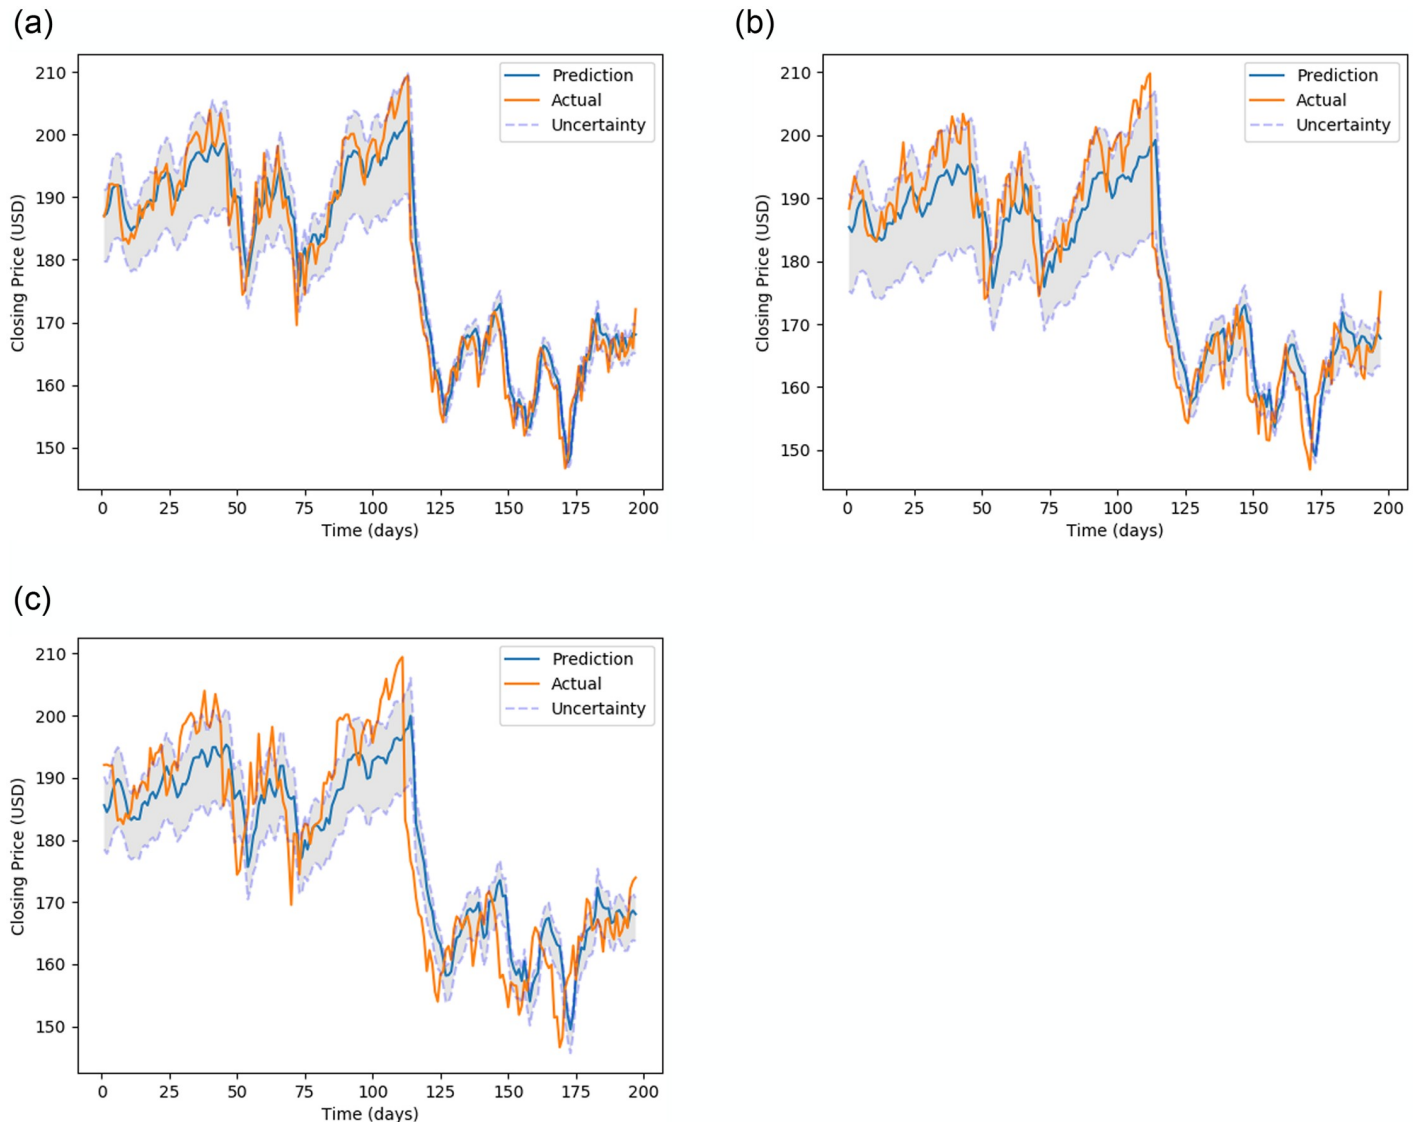 (a)
210
200
190
180
170
160
150
Closing Price (USD)
0 25 50 75 100 125 150 175 200
Time (days)
Prediction
Actual
Uncertainty
(b)
210
200
190
180
170
160
150
Closing Price (USD)
0 25 50 75 100 125 150 175 200
Time (days)
Prediction
Actual
Uncertainty
(c)
210
200
190
180
170
160
150
Closing Price (USD)
0 25 50 75 100 125 150 175 200
Time (days)
Prediction
Actual
Uncertainty